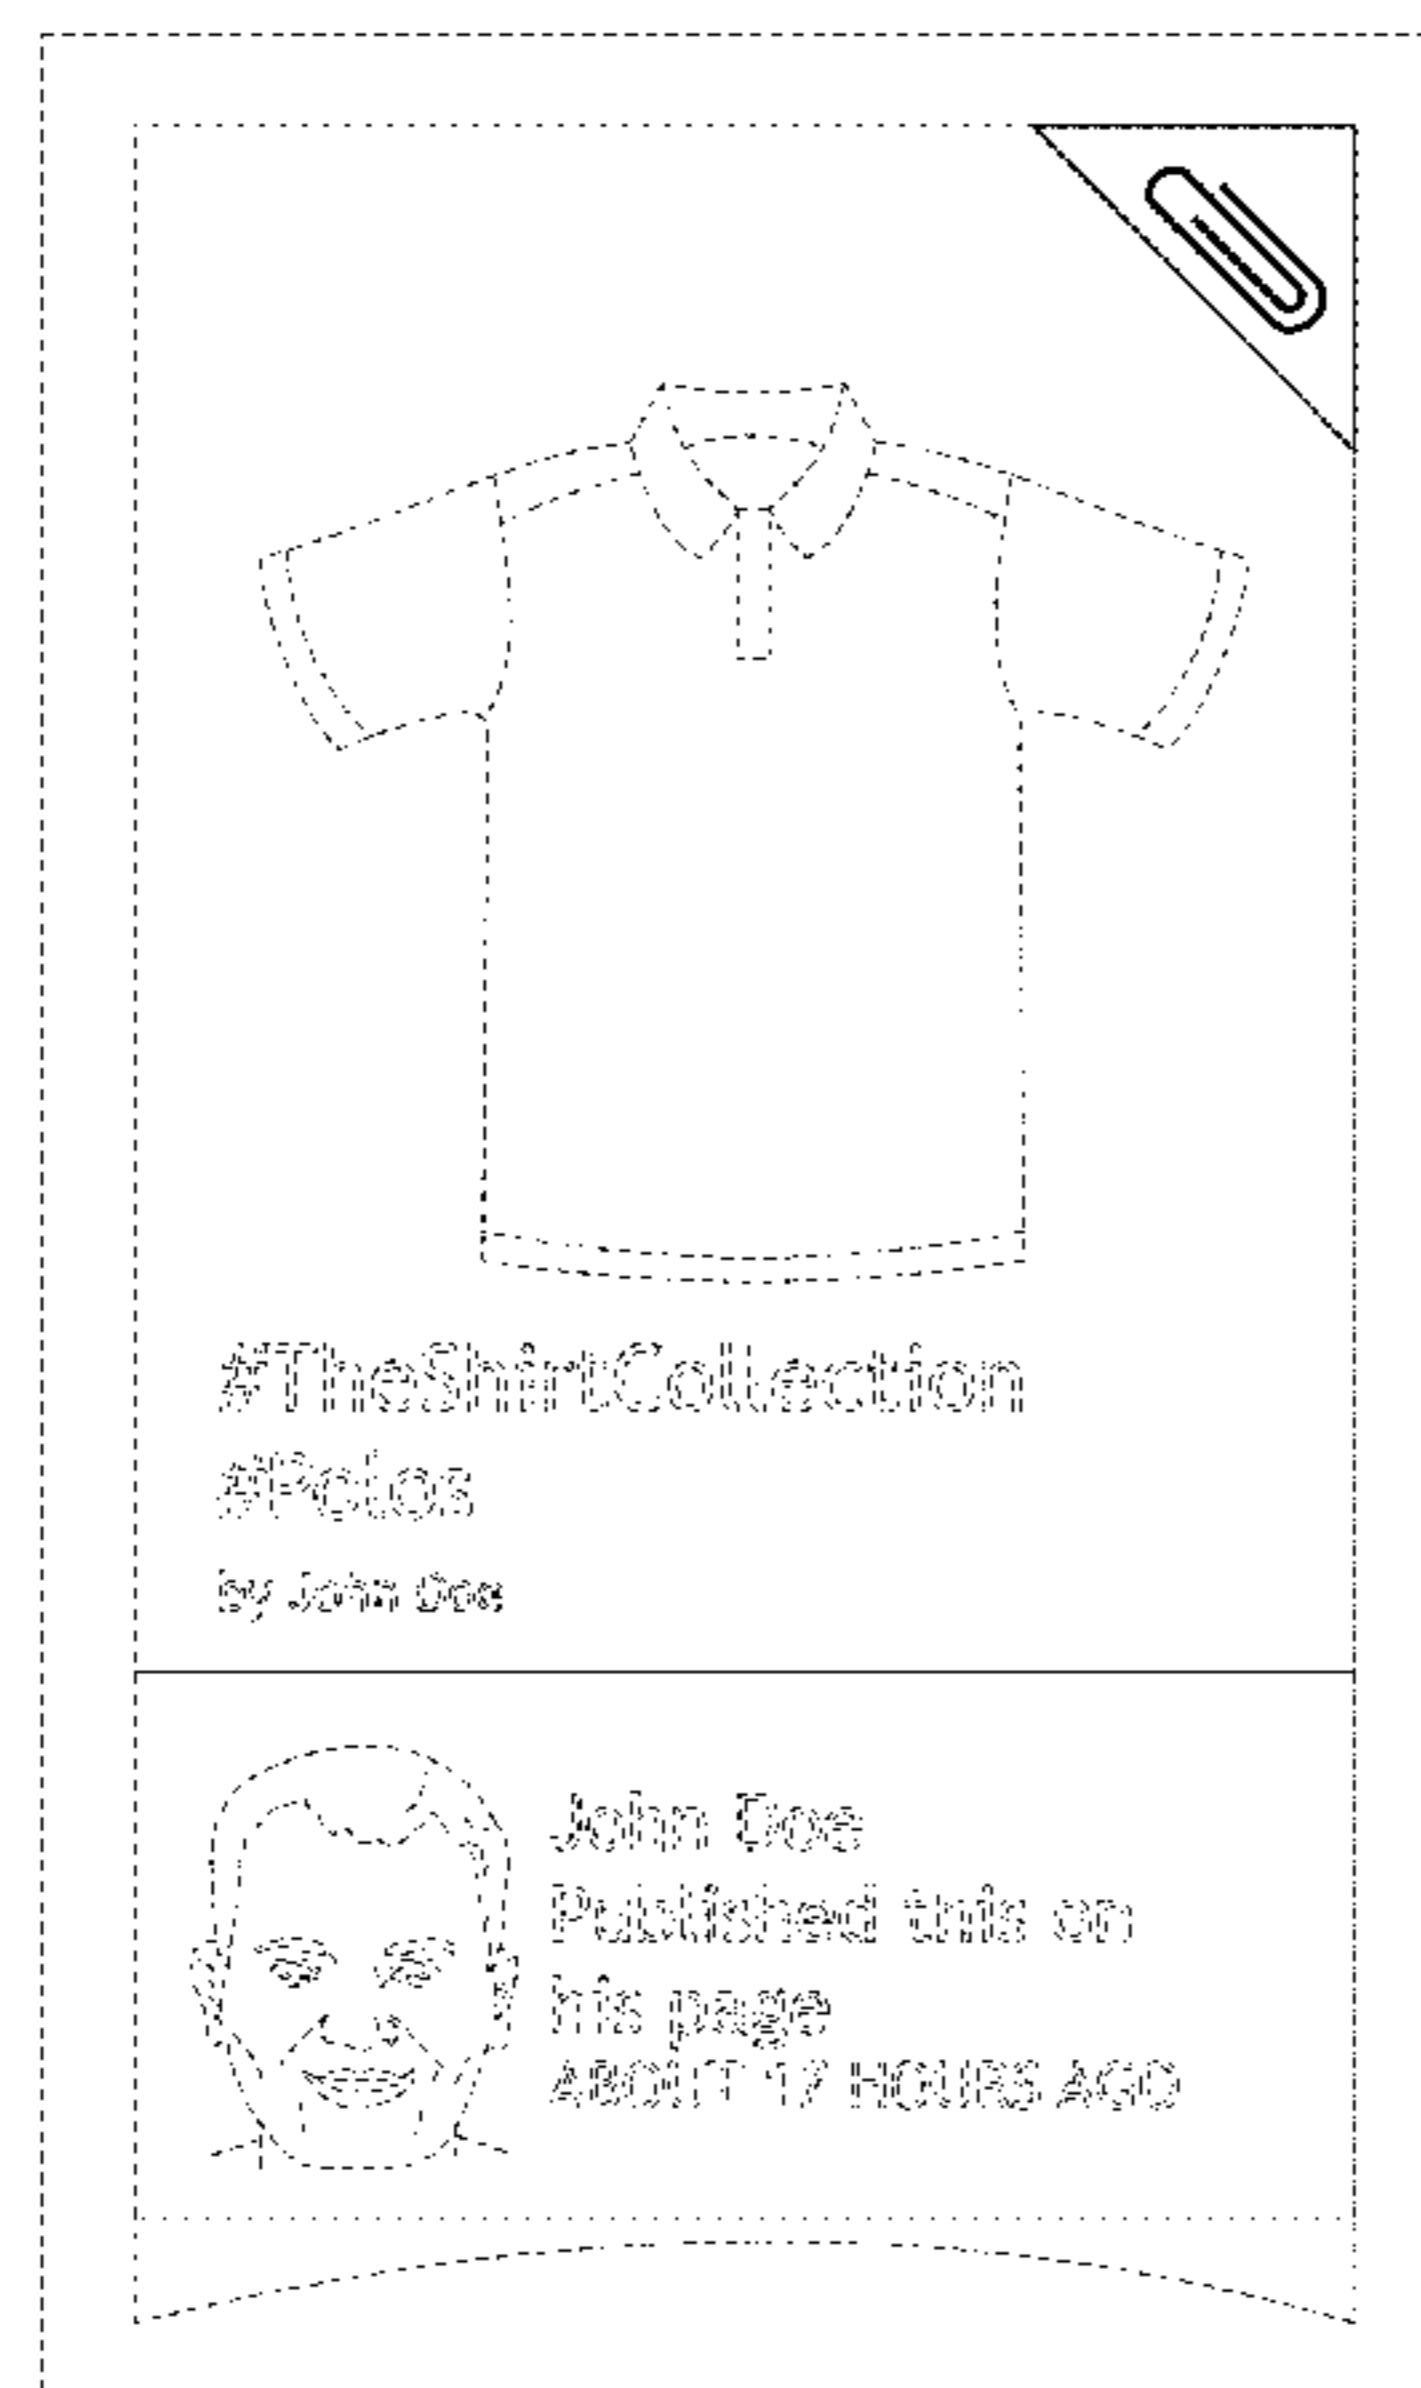 #TheShirtCollection
#Polos
by John Doe
John Doe
Published this on
his page
ABOUT 17 HOURS AGO